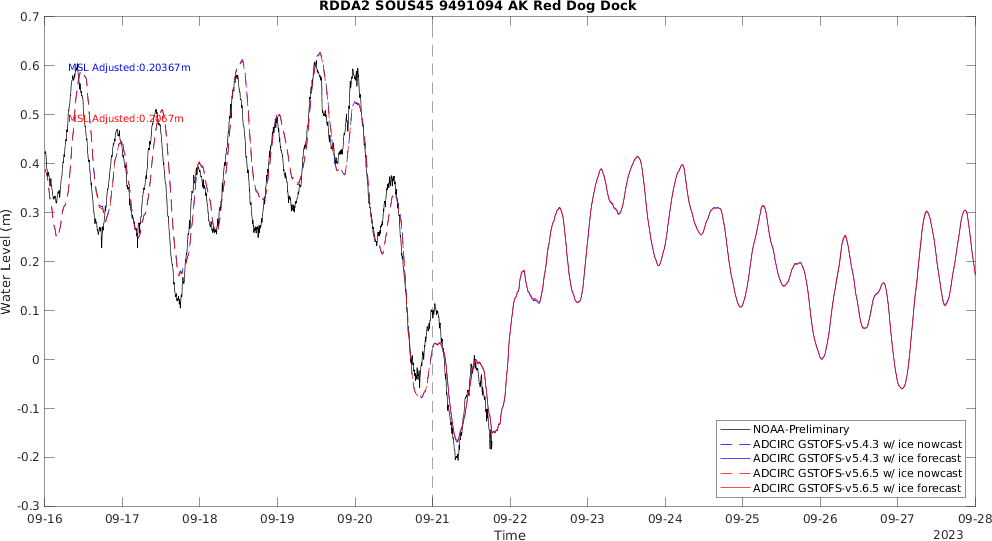 RDDA2 SOUS45 9491094 AK Red Dog Dock
0.7
0.6
0.5
0.4
0.3
0.2
0.1
0
-0.1
-0.2
-0.3
Water Level (m)
MSL Adjusted:0.20367m
MSL Adjusted:0.2067m
NOAA-Preliminary
ADCIRC GSTOFS-v5.4.3 w/ ice nowcast
ADCIRC GSTOFS-v5.4.3 w/ ice forecast
ADCIRC GSTOFS-v5.6.5 w/ ice nowcast
ADCIRC GSTOFS-v5.6.5 w/ ice forecast
09-16 09-17 09-18 09-19 09-20 09-21 09-22 09-23 09-24 09-25 09-26 09-27 09-28
Time
2023